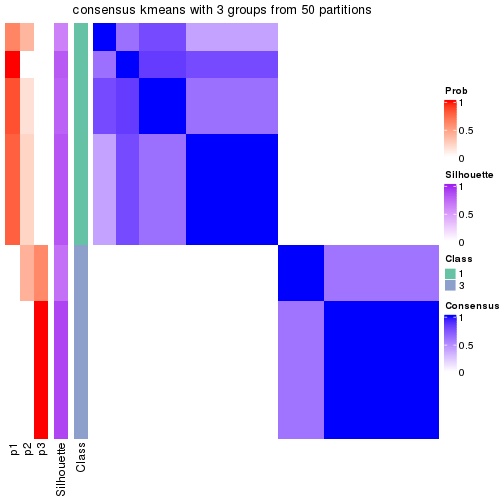 consensus kmeans with 3 groups from 50 partitions
Prob
1
0.5
0
Silhouette
1
0.5
0
Class
1
3
Consensus
1
0.5
0
p1
p2
p3
Silhouette
Class